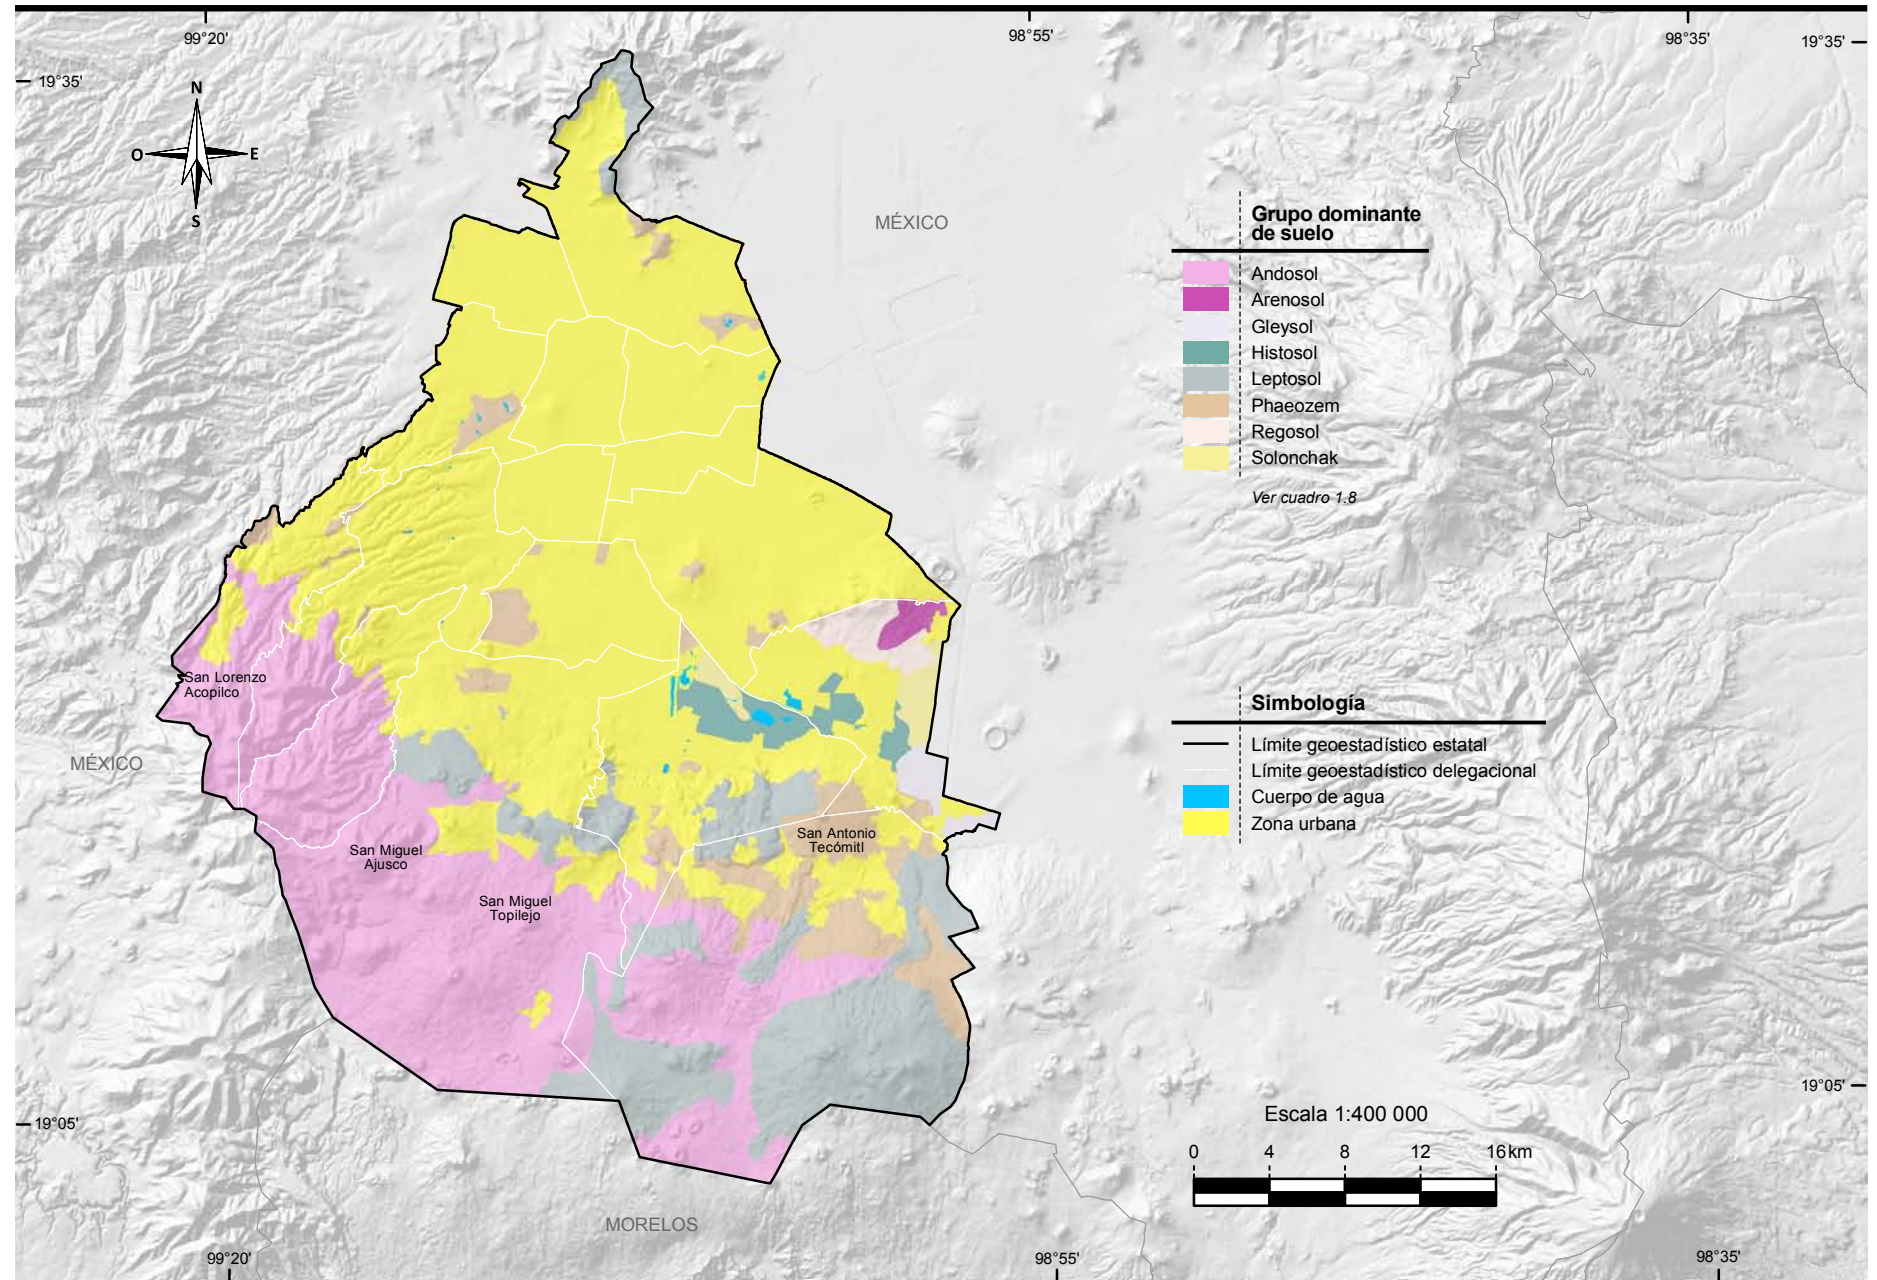 99°20'
98°55'
98°35'
19°35'
19°35'
N
O
E
S
MÉXICO
Grupo dominante
de suelo
Andosol
Arenosol
Gleysol
Histosol
Leptosol
Phaeozem
Regosol
Solonchak
Ver cuadro 1.8
San Lorenzo
Acopilco
MÉXICO
Simbología
Límite geoestadístico estatal
Límite geoestadístico delegacional
Cuerpo de agua
Zona urbana
San Antonio
Tecómitl
San Miguel
Ajusco
San Miguel
Topilejo
19°05'
19°05'
Escala 1:400 000
0 4 8 12 16 km
MORELOS
99°20'
98°55'
98°35'